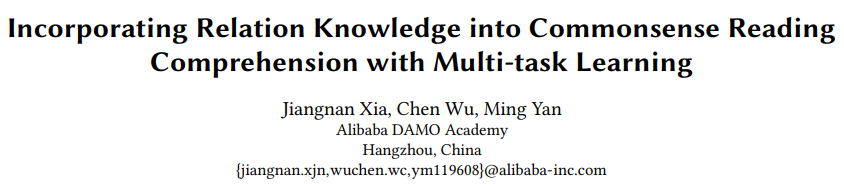 Incorporating Relation Knowledge into Commonsense Reading
Comprehension with Multi-task Learning
Jiangnan Xia, Chen Wu, Ming Yan
Alibaba DAMO Academy
Hangzhou, China
{jiangnan.xjn,wuchen.wc,ym119608}@alibaba-inc.com